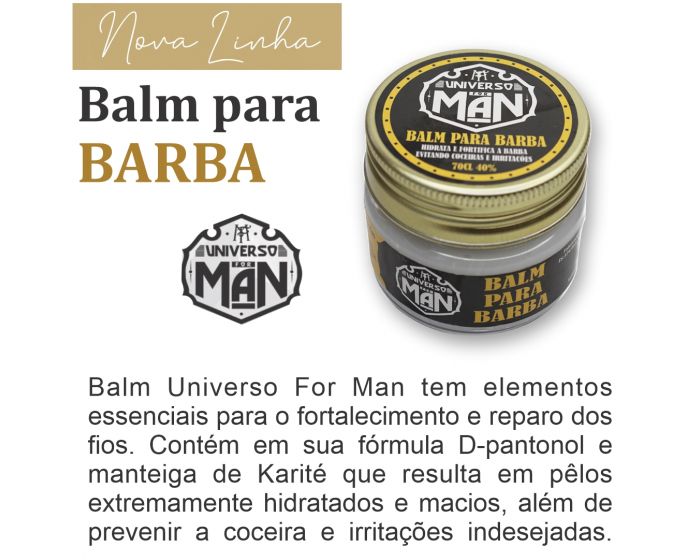 Nova Linha
Balm para
BARBA
UNIVERSO
FOR
MAN
UNIVERSO
FOR
MAN
BALM PARA BARBA
HIDRATA E FORTIFICA A BARBA
EVITANDO COCEIRAS E IRRITAÇÕES
70CL 40%
UNIVERSO
FOR
MAN
BALM
PARA
BARBA
Balm Universo For Man tem elementos
essenciais para o fortalecimento e reparo dos
fios. Contém em sua fórmula D-pantonol e
manteiga de Karité que resulta em pêlos
extremamente hidratados e macios, além de
prevenir a coceira e irritações indesejadas.